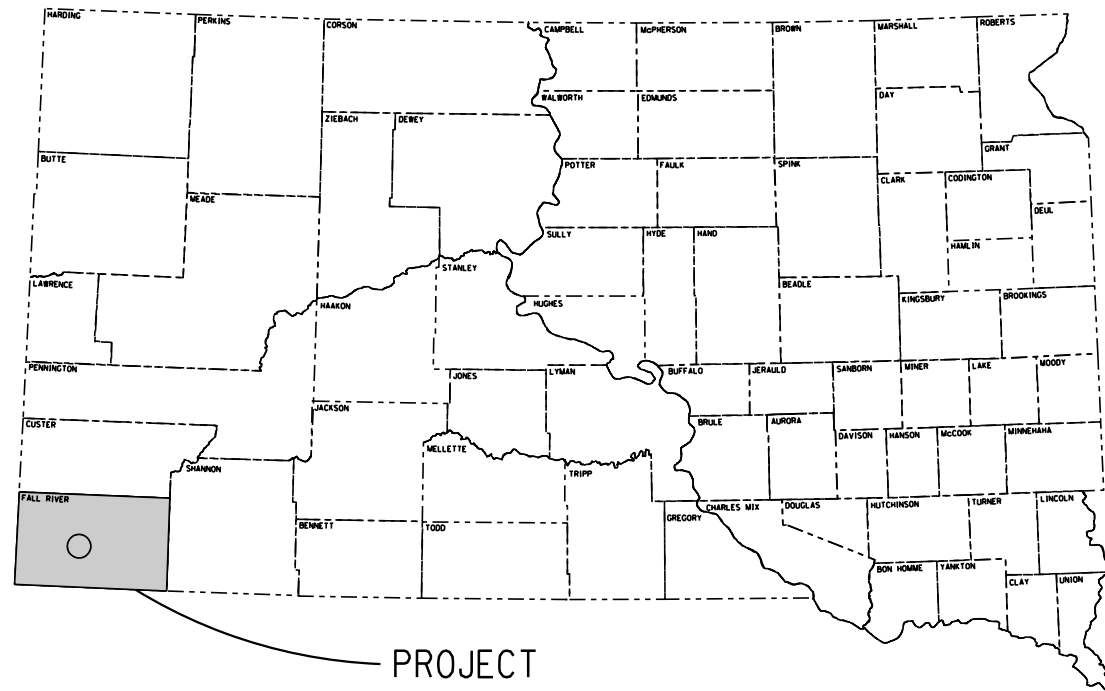 HARDING
PERKINS
CORSON
CAMPBELL
McPHERSON
BROWN
MARSHALL
ROBERTS
WALWORTH
EDMUNDS
DAY
ZIEBACH
DEWEY
GRANT
BUTTE
POTTER
FAULK
SPINK
CLARK
CODINGTON
MEADE
DEUL
SULLY
HYDE
HAND
HAMLIN
STANLEY
LAWRENCE
HAAKON
HUGHES
BEADLE
KINGSBURY
BROOKINGS
PENNINGTON
JONES
LYMAN
BUFFALO
JERAULD
SANBORN
MINER
LAKE
MOODY
CUSTER
JACKSON
BRULE
AURORA
DAVISON
HANSON
McCOOK
MINNEHAHA
SHANNON
MELLETTE
TRIPP
FALL RIVER
BENNETT
TODD
GREGORY
CHARLES MIX
DOUGLAS
HUTCHINSON
TURNER
LINCOLN
BON HOMME
YANKTON
CLAY
UNION
PROJECT